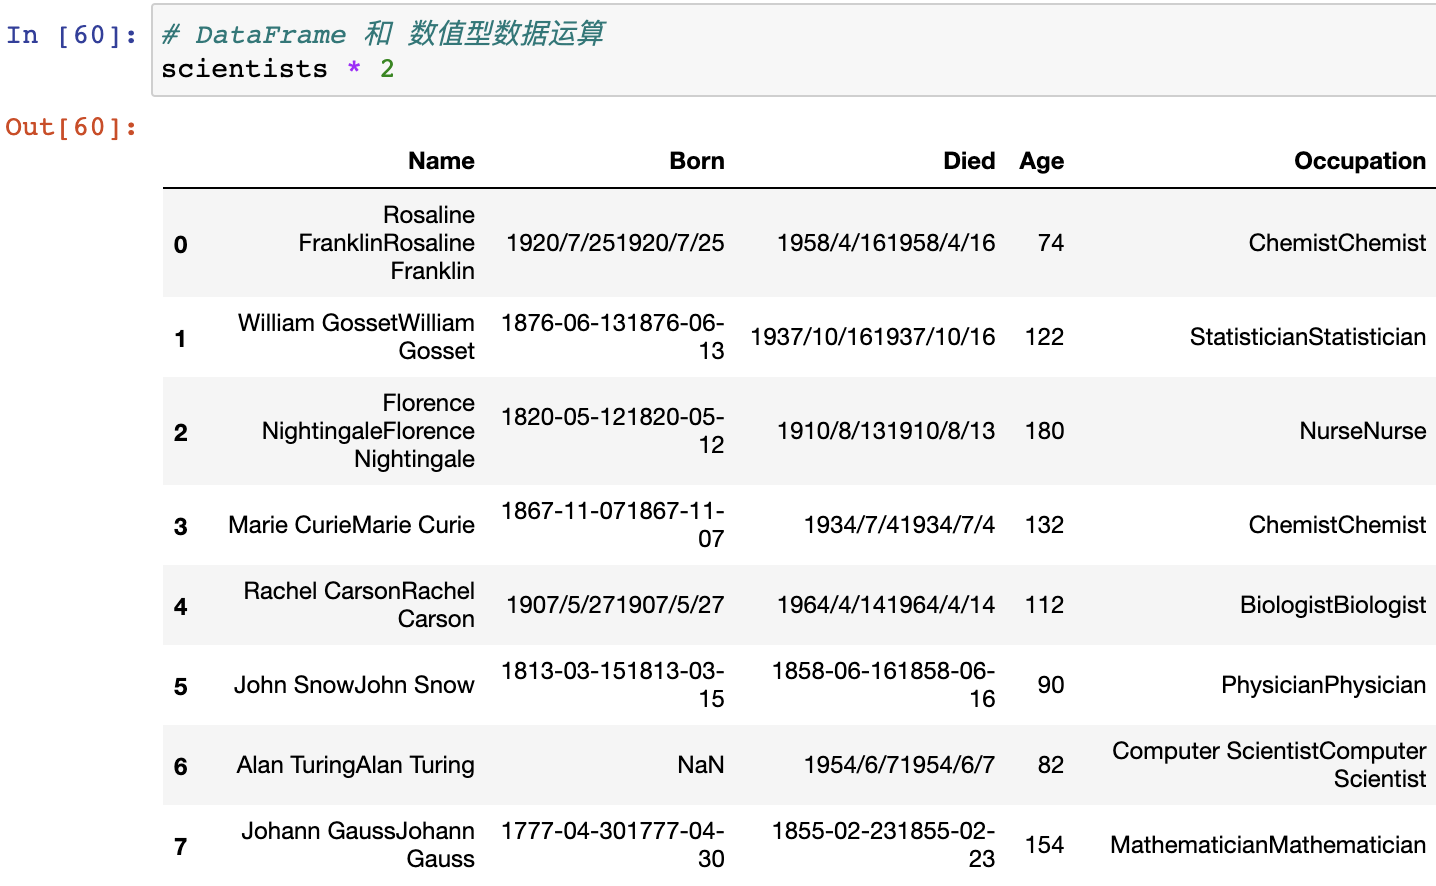 In [60]: # DataFrame 和 数值型数据运算
scientists * 2
Out[60]:
Name Born Died Age Occupation
Rosaline
0 FranklinRosaline 1920/7/251920/7/25 1958/4/161958/4/16 74 ChemistChemist
Franklin
William GossetWilliam 1876-06-131876-06-
1 1937/10/161937/10/16 122 StatisticianStatistician
Gosset 13
Florence
2 NightingaleFlorence 1820-05-121820-05- 1910/8/131910/8/13 180 NurseNurse
Nightingale 12
3 Marie CurieMarie Curie 1867-11-071867-11- 1934/7/41934/7/4 132 ChemistChemist
07
Rachel CarsonRachel
4 1907/5/271907/5/27 1964/4/141964/4/14 112 BiologistBiologist
Carson
5 John SnowJohn Snow 1813-03-151813-03- 1858-06-161858-06- 90 PhysicianPhysician
15 16
6 Alan TuringAlan Turing NaN 1954/6/71954/6/7 82 Computer ScientistComputer
Scientist
Johann GaussJohann 1777-04-301777-04- 1855-02-231855-02-
7 154 MathematicianMathematician
Gauss 30 23